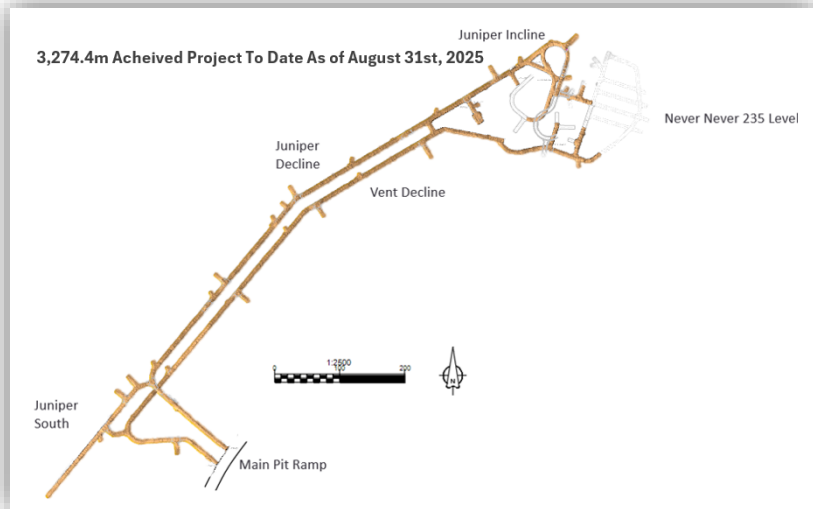 Juniper Incline
3,274.4m Acheived Project To Date As of August 31st, 2025
Never Never 235 Level
Juniper
Decline
Vent Decline
1:2500
0 100 200
N
Juniper
South
Main Pit Ramp